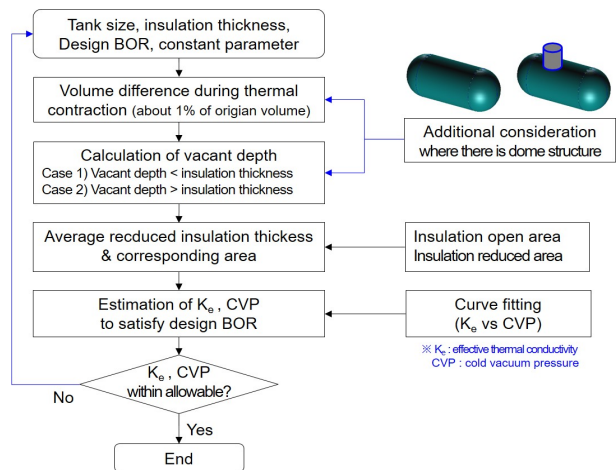 Tank size, insulation thickness,
Design BOR, constant parameter
Volume difference during thermal
contraction (about 1% of origian volume)
Additional consideration
where there is dome structure
Calculation of vacant depth
Case 1) Vacant depth < insulation thickness
Case 2) Vacant depth > insulation thickness
Average recduced insulation thickess
& corresponding area
Insulation open area
Insulation reduced area
Estimation of Ke , CVP
to satisfy design BOR
Curve fitting
(Ke vs CVP)
※ Ke : effective thermal conductivity
CVP : cold vacuum pressure
Ke , CVP
within allowable?
No
Yes
End